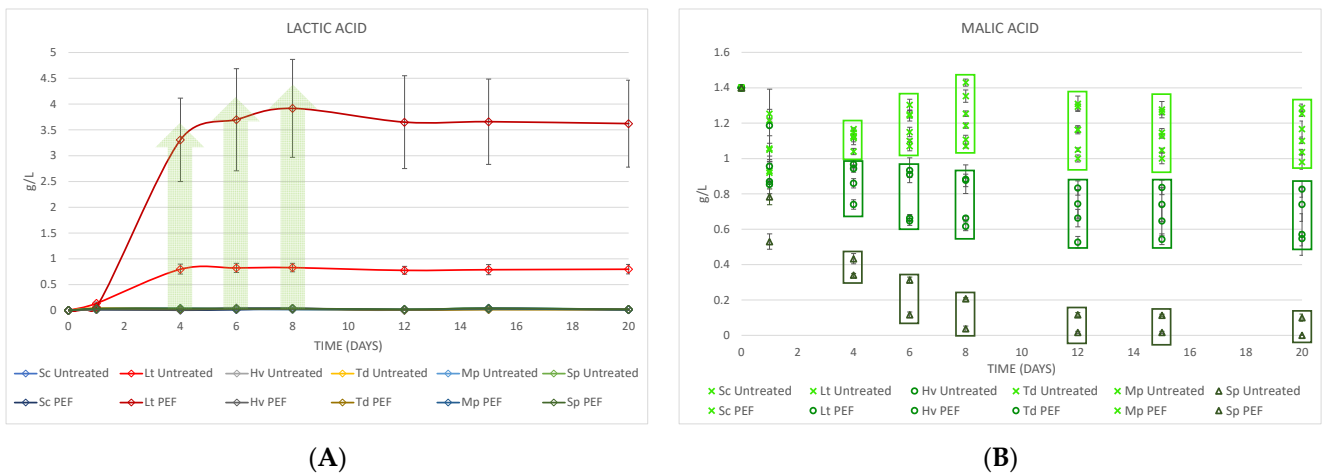 LACTIC ACID
5
4.5
4
3.5
3
2.5
2
1.5
1
0.5
0
g/L
0 2 4 6 8 10 12 14 16 18 20
TIME (DAYS)
Sc Untreated Lt Untreated Hv Untreated Td Untreated Mp Untreated Sp Untreated
Sc PEF Lt PEF Hv PEF Td PEF Mp PEF Sp PEF
(A)
MALIC ACID
1.6
1.4
1.2
1
0.8
0.6
0.4
0.2
0
g/L
0 2 4 6 8 10 12 14 16 18 20
TIME (DAYS)
Sc Untreated Lt Untreated Hv Untreated Td Untreated Mp Untreated Sp Untreated
Sc PEF Lt PEF Hv PEF Td PEF Mp PEF Sp PEF
(B)